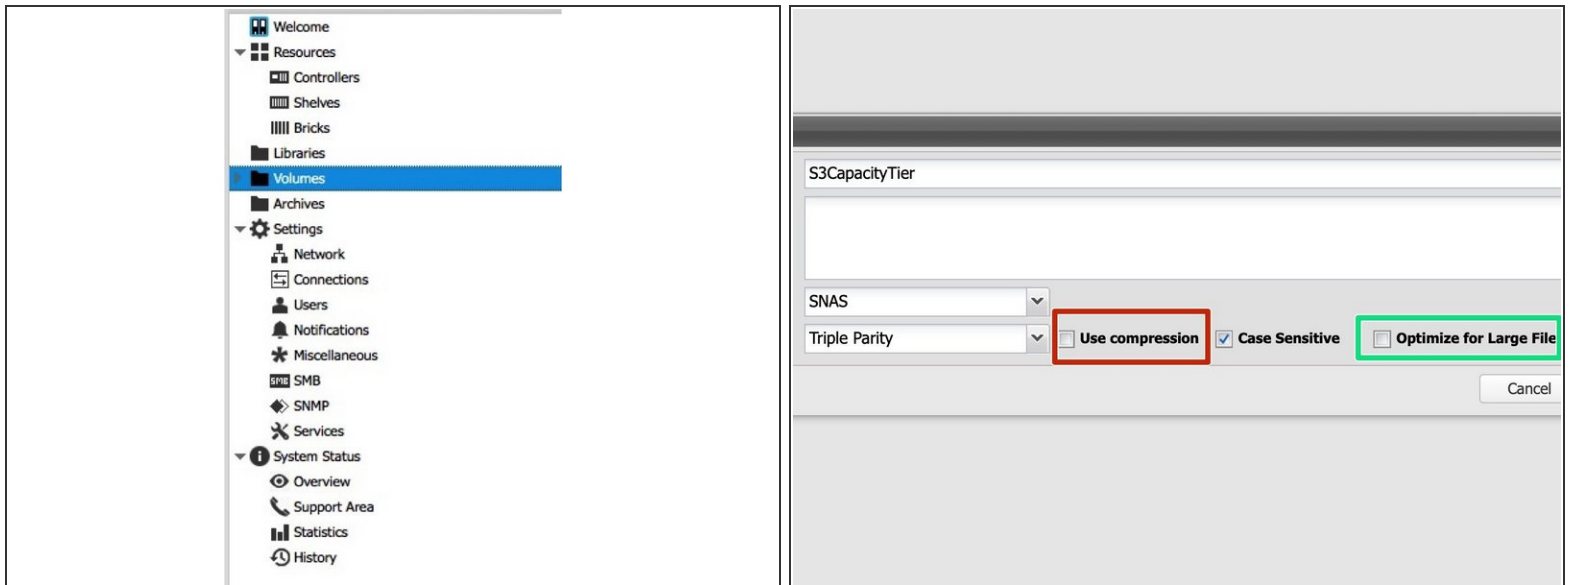 Welcome
Resources
Controllers
Shelves
Bricks
Libraries
Volumes
Archives
Settings
Network
Connections
Users
Notifications
Miscellaneous
SMB SMB
SNMP
Services
System Status
Overview
Support Area
Statistics
History
S3CapacityTier
SNAS
Triple Parity Use compression Case Sensitive Optimize for Large File
Cancel